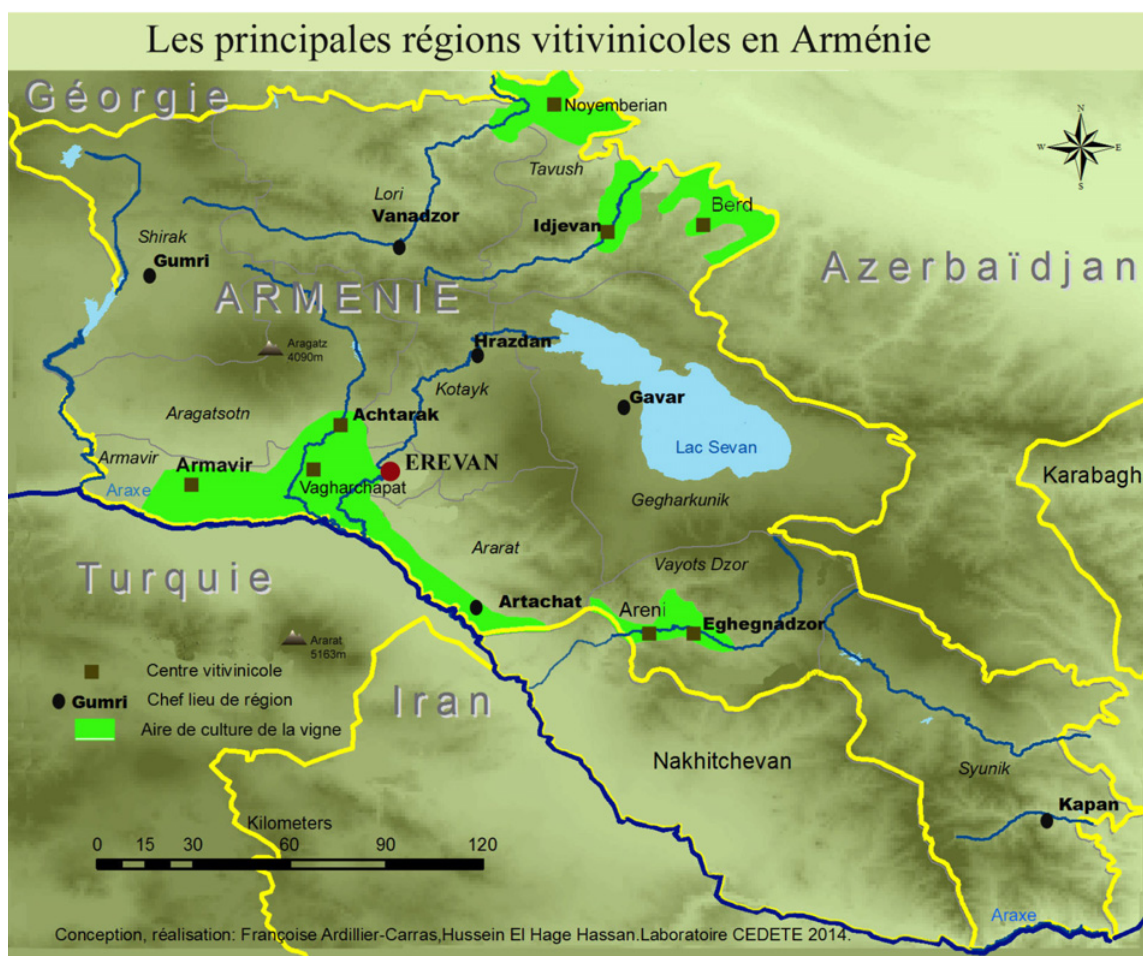 Les principales régions vitivinicoles en Arménie
Géorgie
Noyemberian
N
W
E
S
Tavush
Lori
Vanadzor
Idjevan
Berd
Shirak
Gumri
Azerbaïdjan
ARMENIE
Aragatz
4090m
Hrazdan
Kotayk
Gavar
Aragatsotn
Achtarak
Lac Sevan
Armavir
Armavir
EREVAN
Vagharchapat
Araxe
Karabagh
Gegharkunik
Ararat
Vayots Dzor
Turquie
Artachat
Areni
Eghegnadzor
Ararat
5163m
Centre vitivinicole
Gumri Chef lieu de région
Aire de culture de la vigne
Iran
Nakhitchevan
Syunik
Kapan
Kilometers
0 15 30 60 90 120
Araxe
Conception, réalisation: Françoise Ardillier-Carras,Hussein El Hage Hassan.Laboratoire CEDETE 2014.